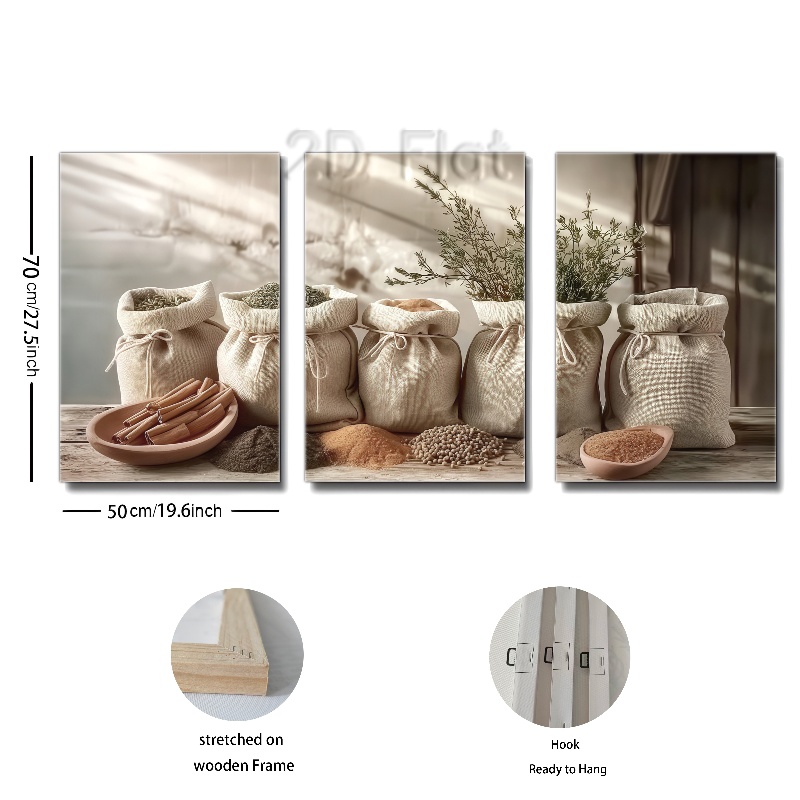 2D Flat
70 cm/27.5inch
50 cm/19.6inch
stretched on
wooden Frame
Hook
Ready to Hang